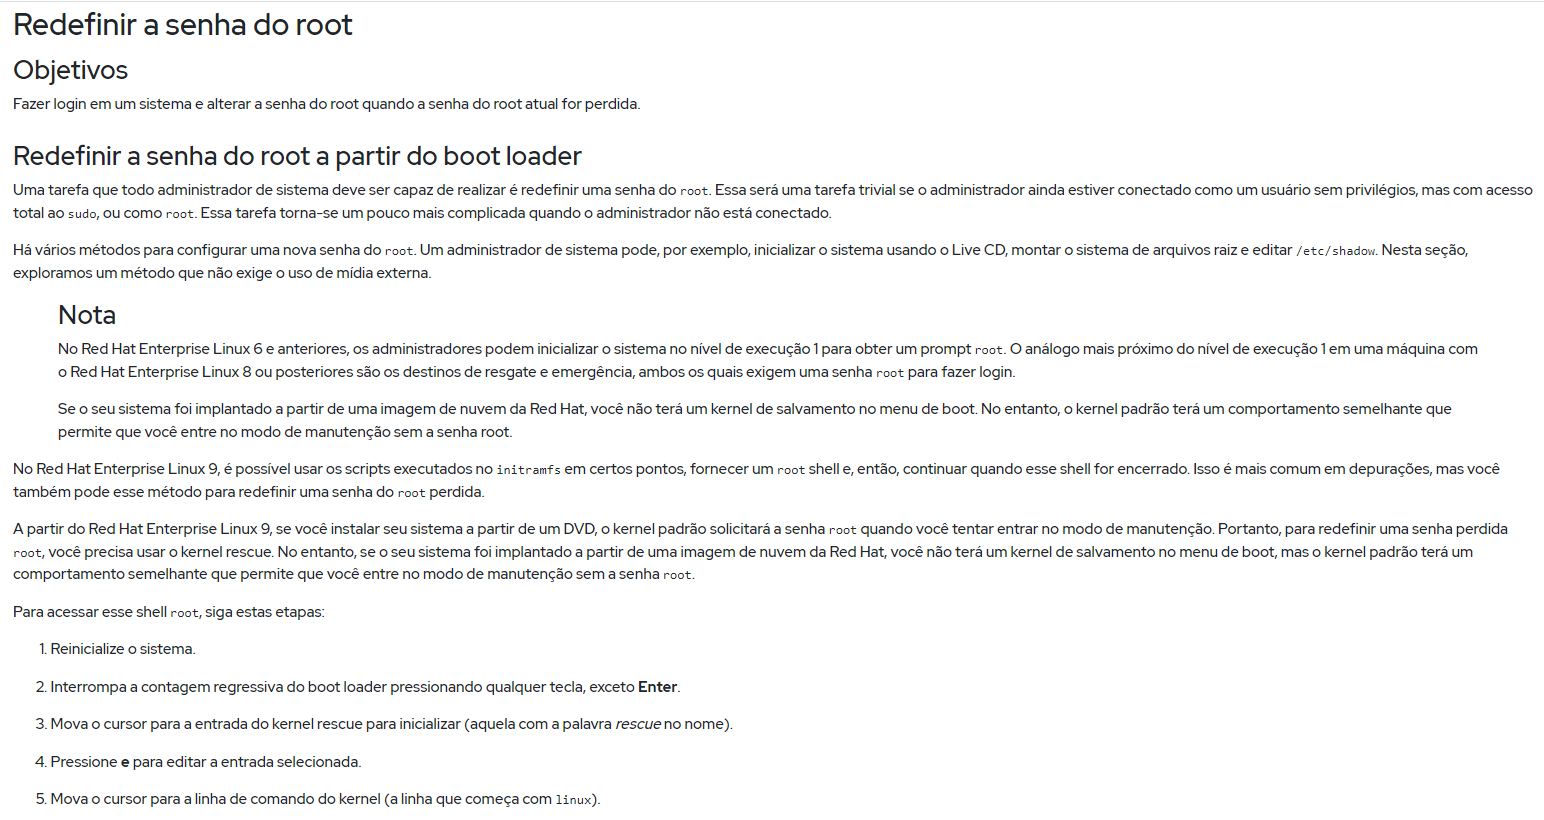 Redefinir a senha do root
Objetivos
Fazer login em um sistema e alterar a senha do root quando a senha do root atual for perdida.
Redefinir a senha do root a partir do boot loader
Uma tarefa que todo administrador de sistema deve ser capaz de realizar é redefinir uma senha do root. Essa será uma tarefa trivial se o administrador ainda estiver conectado como um usuário sem privilégios, mas com acesso
total ao sudo, ou como root. Essa tarefa torna-se um pouco mais complicada quando o administrador não está conectado.
Há vários métodos para configurar uma nova senha do root. Um administrador de sistema pode, por exemplo, inicializar o sistema usando o Live CD, montar o sistema de arquivos raiz e editar /etc/shadow. Nesta seção,
exploramos um método que não exige o uso de mídia externa.
Nota
No Red Hat Enterprise Linux 6 e anteriores, os administradores podem inicializar o sistema no nível de execução 1 para obter um prompt root. O análogo mais próximo do nível de execução 1 em uma máquina com
o Red Hat Enterprise Linux 8 ou posteriores são os destinos de resgate e emergência, ambos os quais exigem uma senha root para fazer login.
Se o seu sistema foi implantado a partir de uma imagem de nuvem da Red Hat, você não terá um kernel de salvamento no menu de boot. No entanto, o kernel padrão terá um comportamento semelhante que
permite que você entre no modo de manutenção sem a senha root.
No Red Hat Enterprise Linux 9, é possível usar os scripts executados no initramfs em certos pontos, fornecer um root shell e, então, continuar quando esse shell for encerrado. Isso é mais comum em depurações, mas você
também pode esse método para redefinir uma senha do root perdida.
A partir do Red Hat Enterprise Linux 9, se você instalar seu sistema a partir de um DVD, o kernel padrão solicitará a senha root quando você tentar entrar no modo de manutenção. Portanto, para redefinir uma senha perdida
root, você precisa usar o kernel rescue. No entanto, se o seu sistema foi implantado a partir de uma imagem de nuvem da Red Hat, você não terá um kernel de salvamento no menu de boot, mas o kernel padrão terá um
comportamento semelhante que permite que você entre no modo de manutenção sem a senha root.
Para acessar esse shell root, siga estas etapas:
1. Reinicialize o sistema.
2. Interrompa a contagem regressiva do boot loader pressionando qualquer tecla, exceto Enter.
3. Mova o cursor para a entrada do kernel rescue para inicializar (aquela com a palavra rescue no nome).
4. Pressione e para editar a entrada selecionada.
5. Mova o cursor para a linha de comando do kernel (a linha que começa com linux).